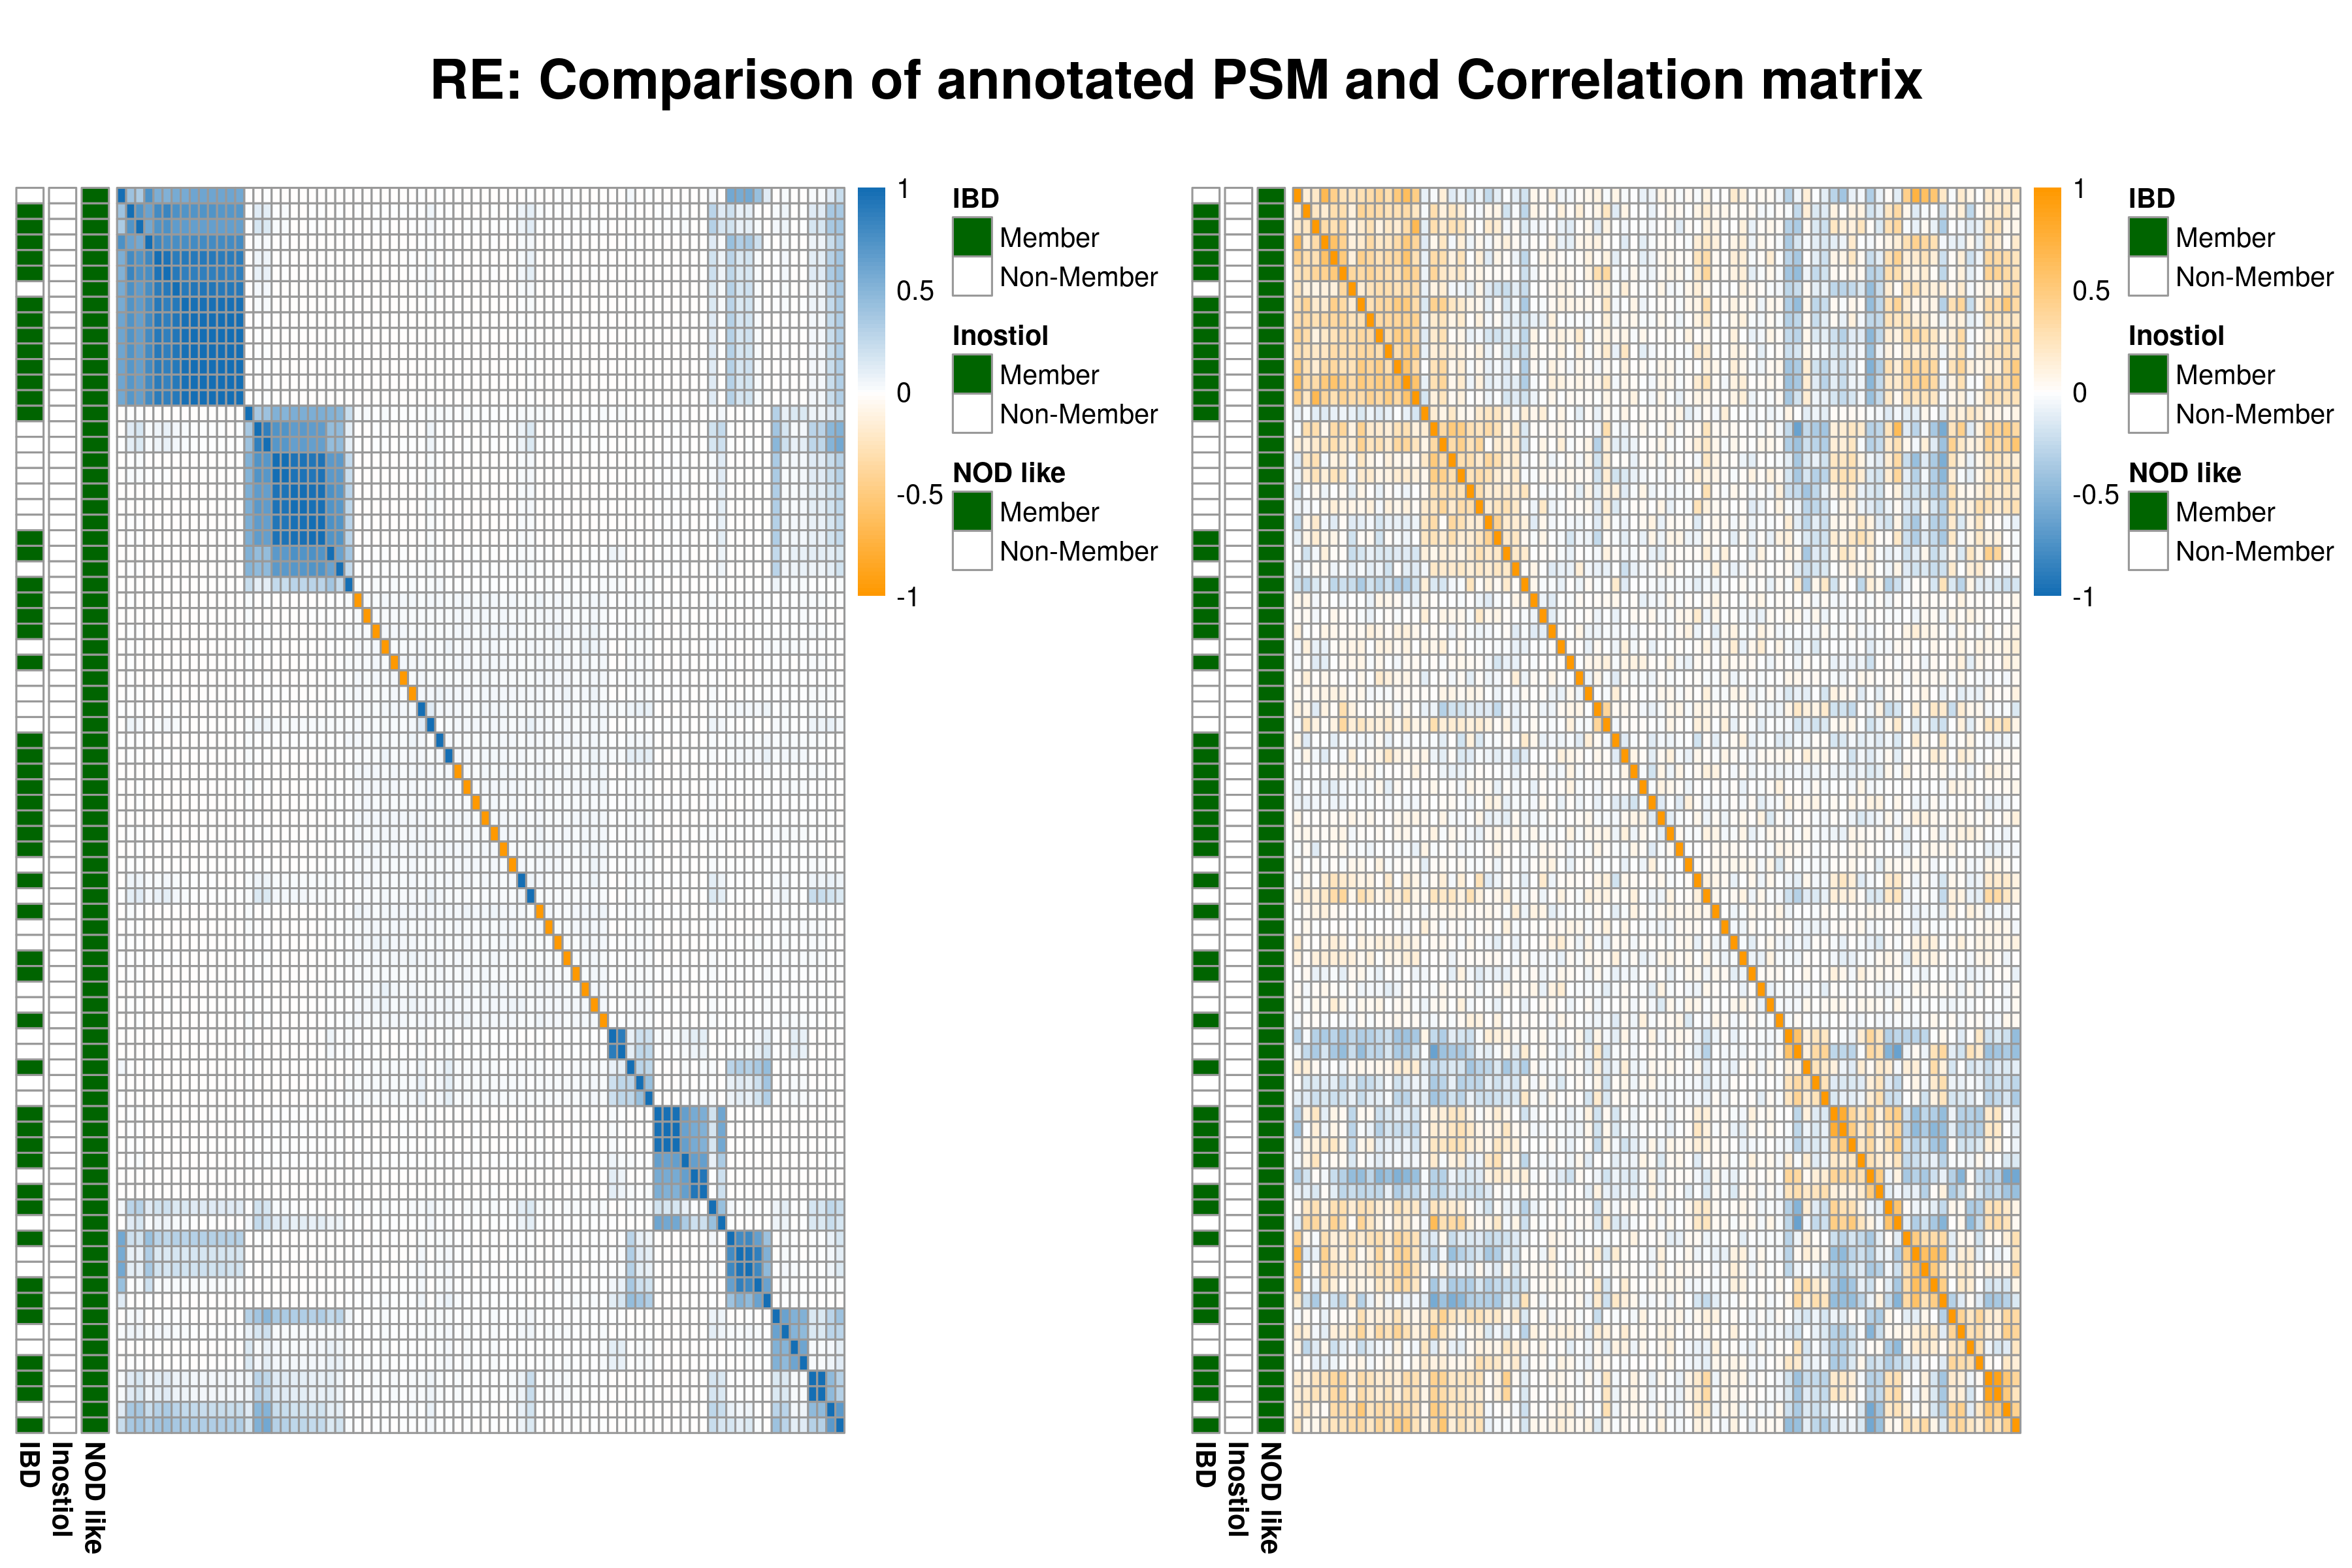 RE: Comparison of annotated PSM and Correlation matrix
1
0.5
0
-0.5
-1
IBD
Member
Non-Member
Inostiol
Member
Non-Member
NOD like
Member
Non-Member
IBD
Inostiol
NOD like
1
0.5
0
-0.5
-1
IBD
Member
Non-Member
Inostiol
Member
Non-Member
NOD like
Member
Non-Member
IBD
Inostiol
NOD like